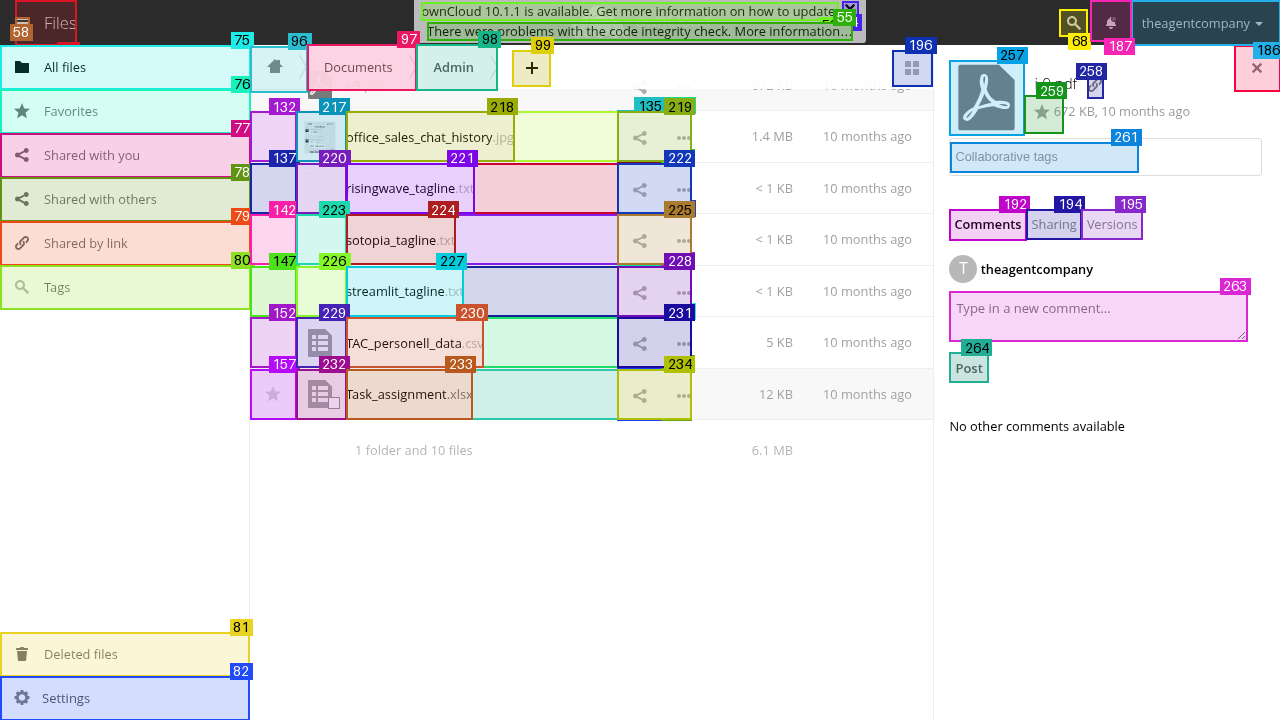 ownCloud 10.1.1 is available. Get more information on how to update
There were problems with the code integrity check. More information…
55
58
Files
68
187
theagentcompany
186
75
All files
76
Favorites
77
Shared with you
78
Shared with others
79
Shared by link
80
Tags
81
Deleted files
82
Settings
96
97
Documents
98
Admin
99
+
196
10 months ago
132
217
218
135
219
office_sales_chat_history.jpg
1.4 MB
10 months ago
137
220
221
222
risingwave_tagline.txt
< 1 KB
10 months ago
142
223
224
225
sotopia_tagline.txt
< 1 KB
10 months ago
147
226
227
228
streamlit_tagline.txt
< 1 KB
10 months ago
152
229
230
231
TAC_personell_data.csv
5 KB
10 months ago
157
232
233
234
Task_assignment.xlsx
12 KB
10 months ago
1 folder and 10 files
6.1 MB
257
258
259
672 KB, 10 months ago
261
Collaborative tags
192
194
195
Comments
Sharing
Versions
T
theagentcompany
263
Type in a new comment...
264
Post
No other comments available